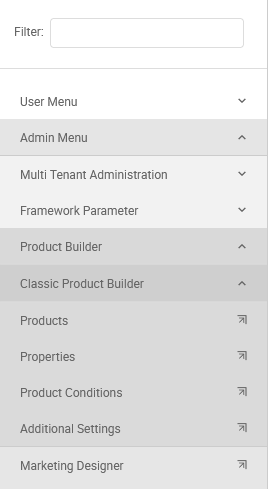 Filter:
User Menu
Admin Menu
Multi Tenant Administration
Framework Parameter
Product Builder
Classic Product Builder
Products
Properties
Product Conditions
Additional Settings
Marketing Designer